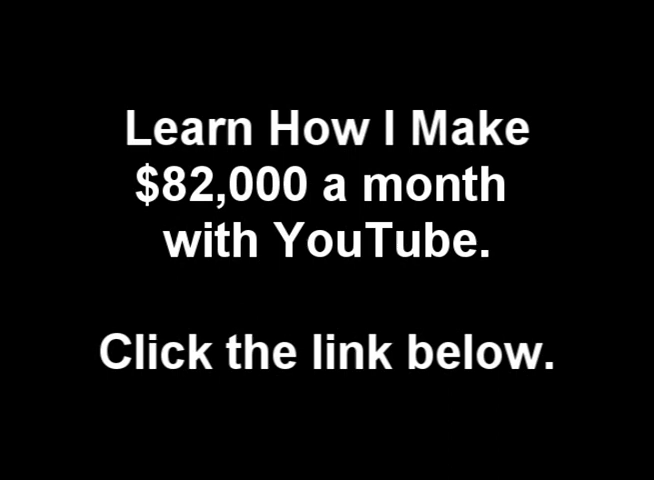 Learn How I Make
$82,000 a month
with YouTube.
Click the link below.